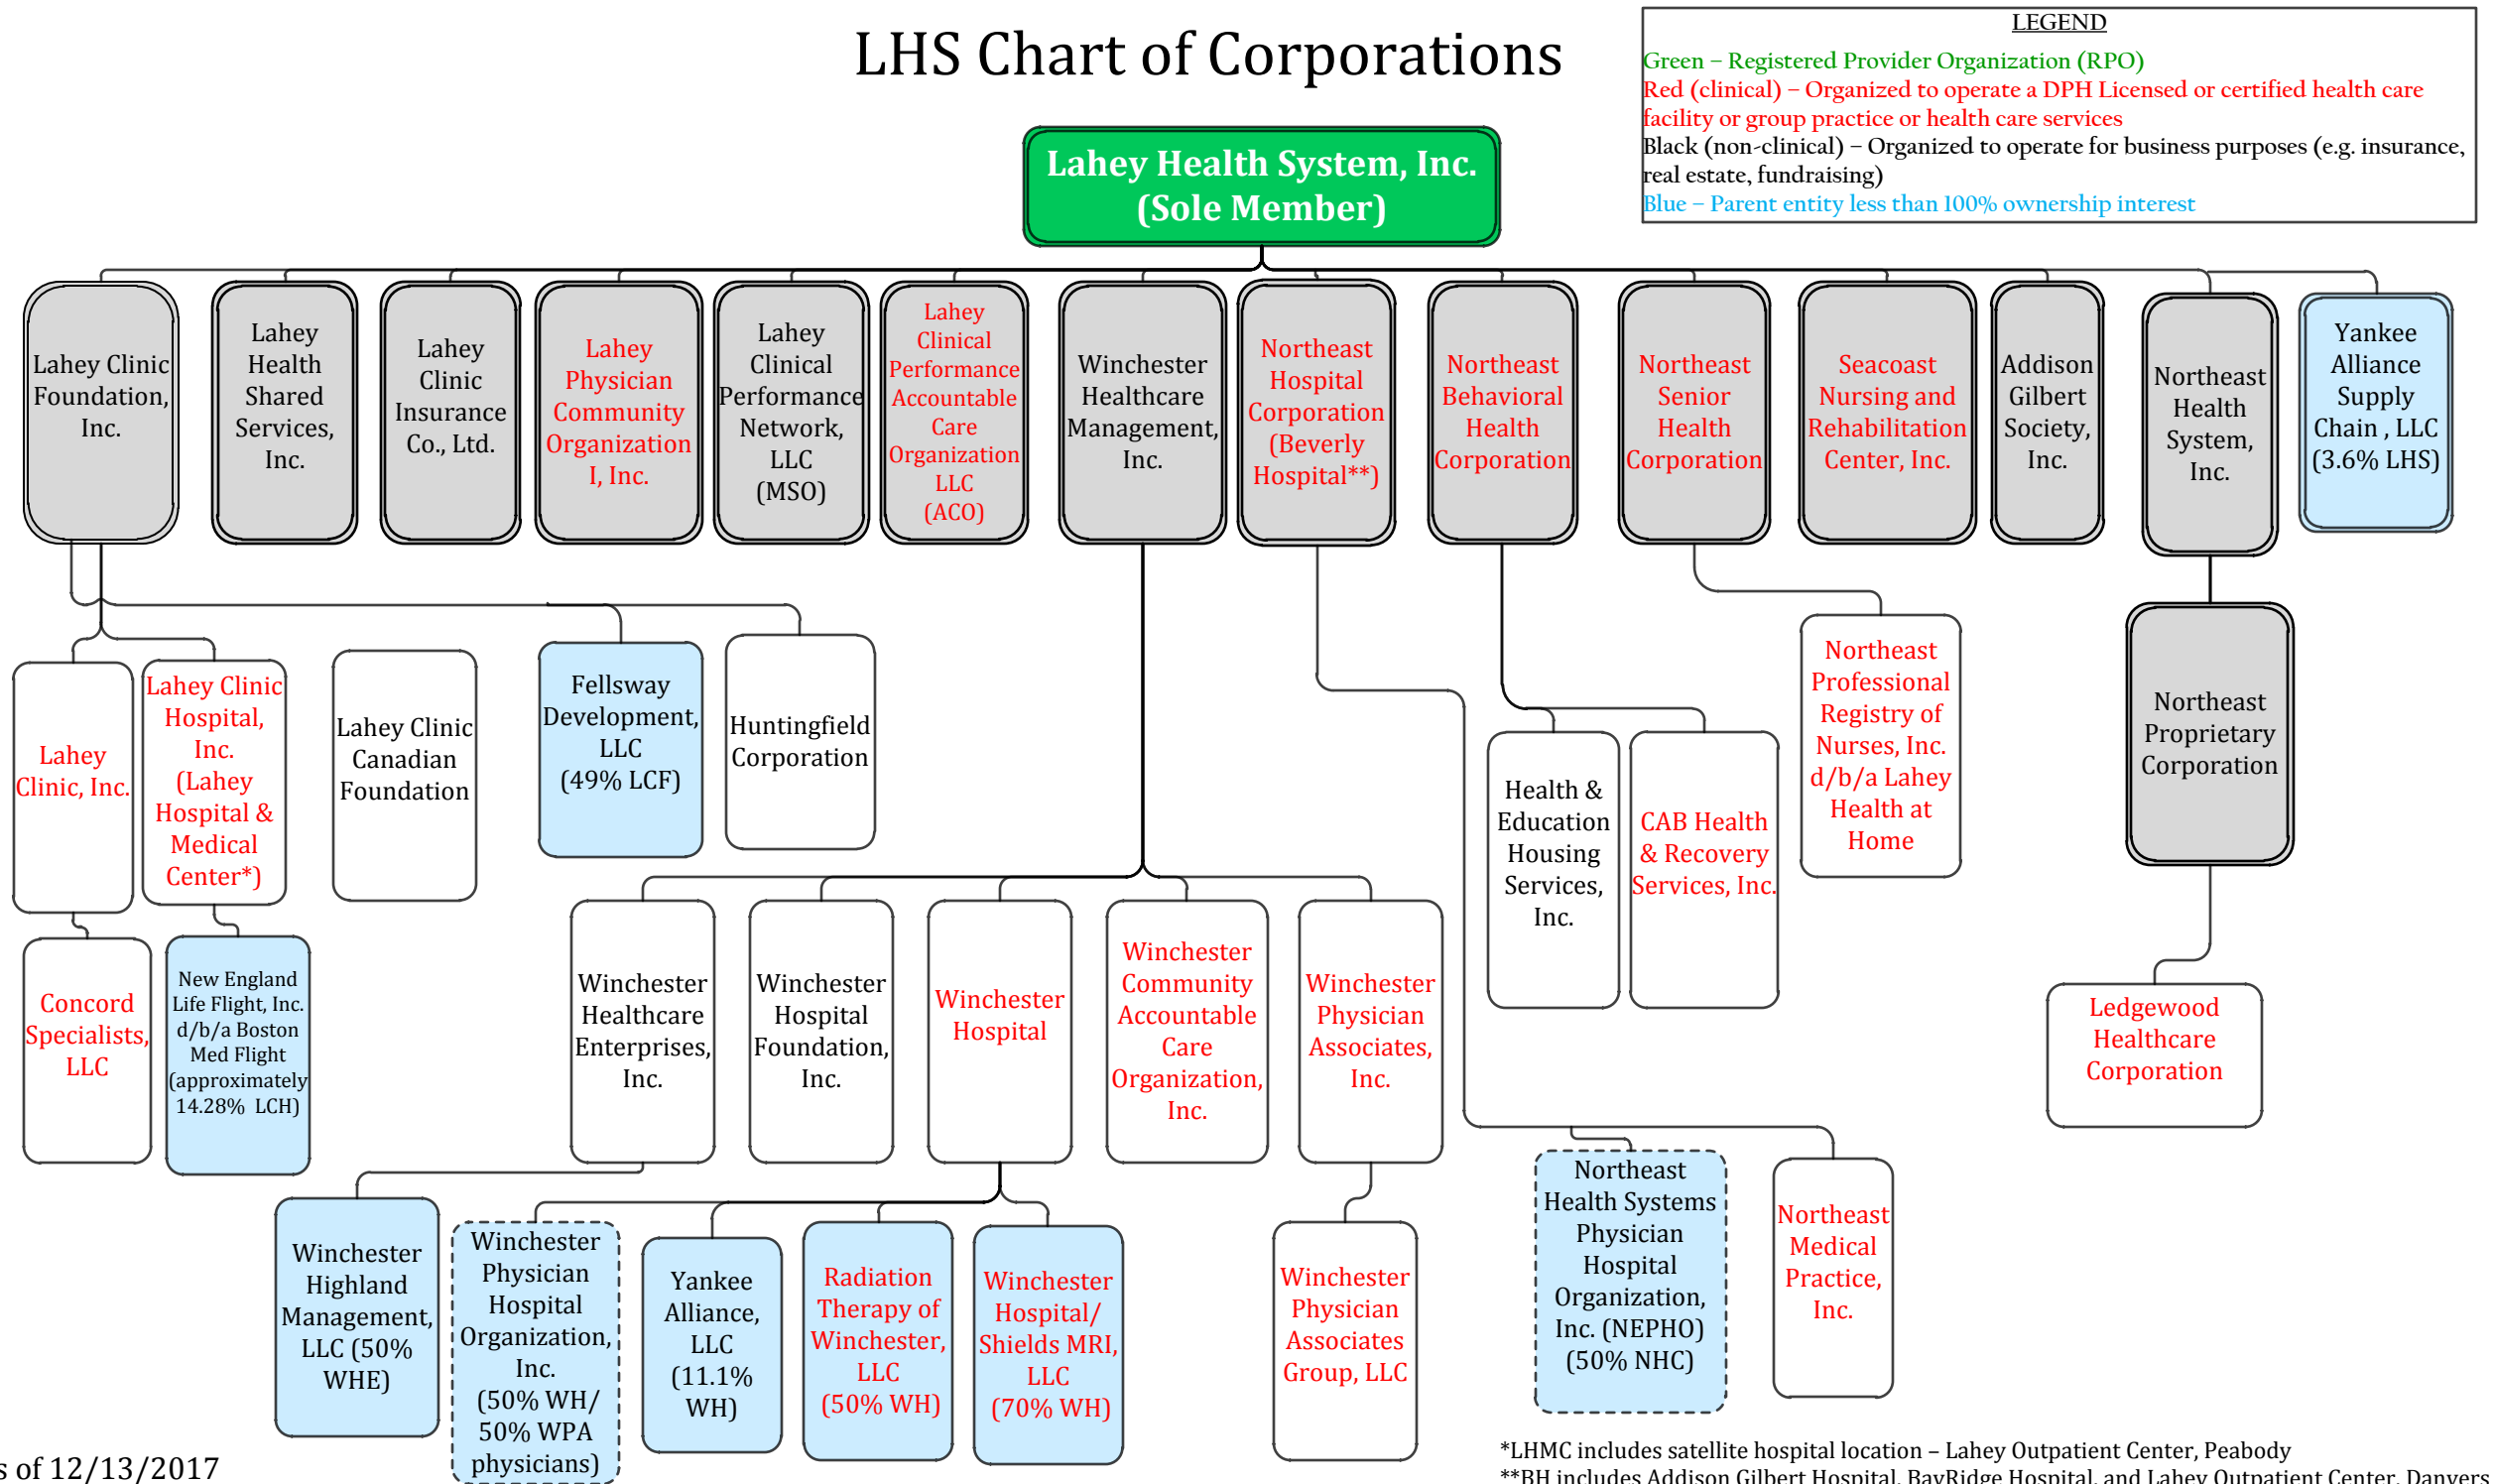 LHS Chart of Corporations
LEGEND
Green – Registered Provider Organization (RPO)
Red (clinical) – Organized to operate a DPH Licensed or certified health care
facility or group practice or health care services
Black (non-clinical) – Organized to operate for business purposes (e.g. insurance,
real estate, fundraising)
Blue – Parent entity less than 100% ownership interest
Lahey Health System, Inc.
(Sole Member)
Lahey Clinic
Foundation,
Inc.
Lahey
Health
Shared
Services,
Inc.
Lahey
Clinic
Insurance
Co., Ltd.
Lahey
Physician
Community
Organization
I, Inc.
Lahey
Clinical
Performance
Network,
LLC
(MSO)
Lahey
Clinical
Performance
Accountable
Care
Organization
LLC
(ACO)
Winchester
Healthcare
Management,
Inc.
Northeast
Hospital
Corporation
(Beverly
Hospital**)
Northeast
Behavioral
Health
Corporation
Northeast
Senior
Health
Corporation
Seacoast
Nursing and
Rehabilitation
Center, Inc.
Addison
Gilbert
Society,
Inc.
Northeast
Health
System,
Inc.
Yankee
Alliance
Supply
Chain , LLC
(3.6% LHS)
Lahey
Clinic, Inc.
Lahey Clinic
Hospital,
Inc.
(Lahey
Hospital &
Medical
Center*)
Lahey Clinic
Canadian
Foundation
Fellsway
Development,
LLC
(49% LCF)
Huntingfield
Corporation
Health &
Education
Housing
Services,
Inc.
CAB Health
& Recovery
Services, Inc.
Northeast
Professional
Registry of
Nurses, Inc.
d/b/a Lahey
Health at
Home
Northeast
Proprietary
Corporation
Concord
Specialists,
LLC
New England
Life Flight, Inc.
d/b/a Boston
Med Flight
(approximately
14.28% LCH)
Winchester
Healthcare
Enterprises,
Inc.
Winchester
Hospital
Foundation,
Inc.
Winchester
Hospital
Winchester
Community
Accountable
Care
Organization,
Inc.
Winchester
Physician
Associates,
Inc.
Ledgewood
Healthcare
Corporation
Winchester
Highland
Management,
LLC (50%
WHE)
Winchester
Physician
Hospital
Organization,
Inc.
(50% WH/
50% WPA
physicians)
Yankee
Alliance,
LLC
(11.1%
WH)
Radiation
Therapy of
Winchester,
LLC
(50% WH)
Winchester
Hospital/
Shields MRI,
LLC
(70% WH)
Winchester
Physician
Associates
Group, LLC
Northeast
Health Systems
Physician
Hospital
Organization,
Inc. (NEPHO)
(50% NHC)
Northeast
Medical
Practice,
Inc.
s of 12/13/2017
*LHMC includes satellite hospital location – Lahey Outpatient Center, Peabody
**BH includes Addison Gilbert Hospital, BayRidge Hospital, and Lahey Outpatient Center, Danvers